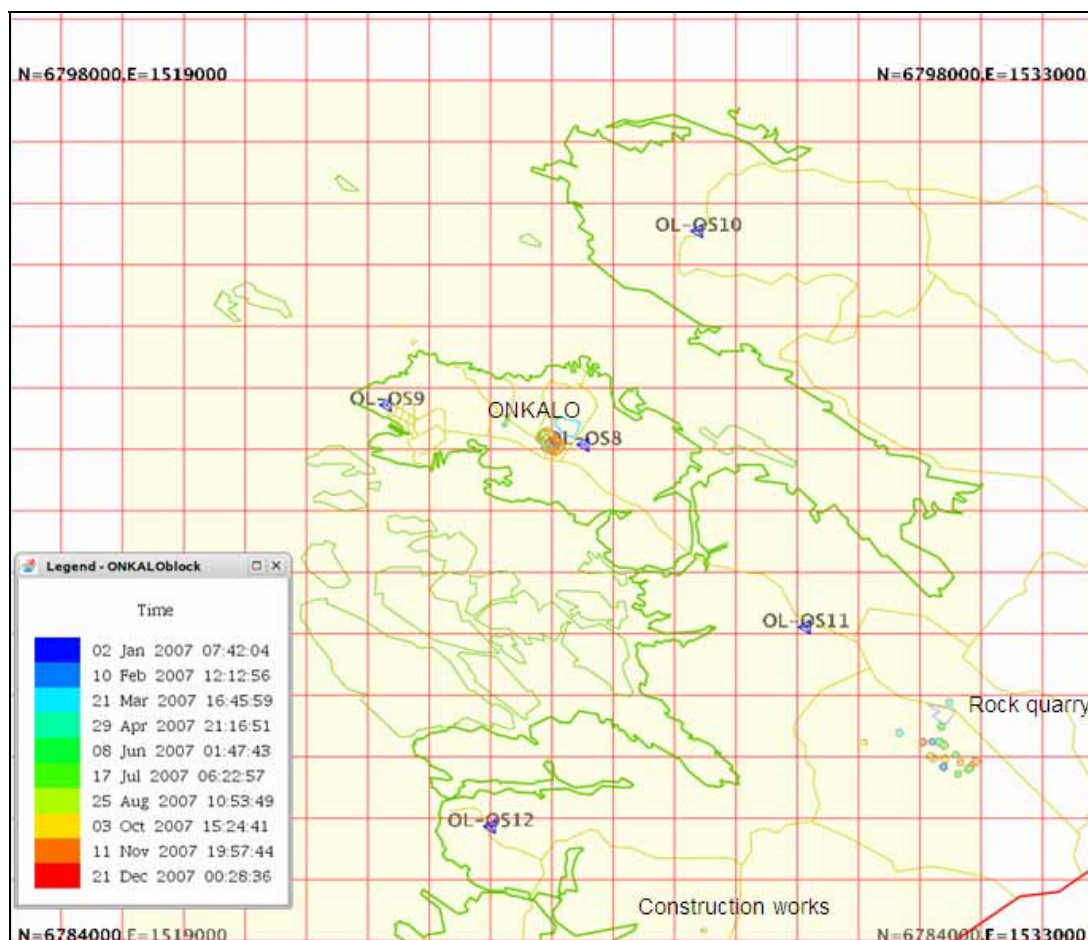 N=6798000,E=1519000
N=6798000,E=1533000
OL-OS10
OL-OS9
ONKALO
OL-OS8
Legend - ONKALOblock
Time
02 Jan 2007 07:42:04
10 Feb 2007 12:12:56
21 Mar 2007 16:45:59
29 Apr 2007 21:16:51
08 Jun 2007 01:47:43
17 Jul 2007 06:22:57
25 Aug 2007 10:53:49
03 Oct 2007 15:24:41
11 Nov 2007 19:57:44
21 Dec 2007 00:28:36
OL-OS11
Rock quarry
OL-OS12
Construction works
N=6784000,E=1519000
N=6784000,E=1533000